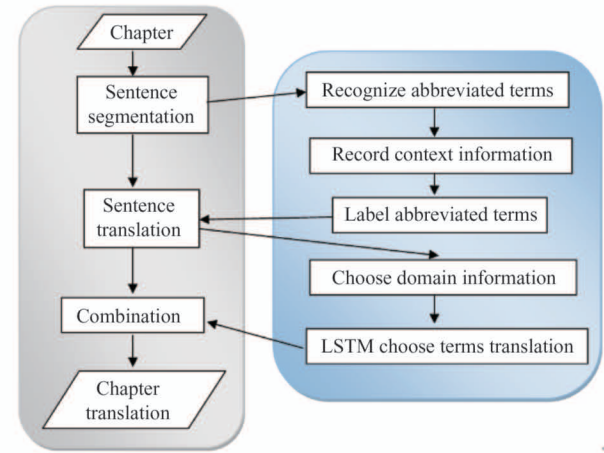 Chapter
Sentence
segmentation
Sentence
translation
Combination
Chapter
translation
Recognize abbreviated terms
Record context information
Label abbreviated terms
Choose domain information
LSTM choose terms translation